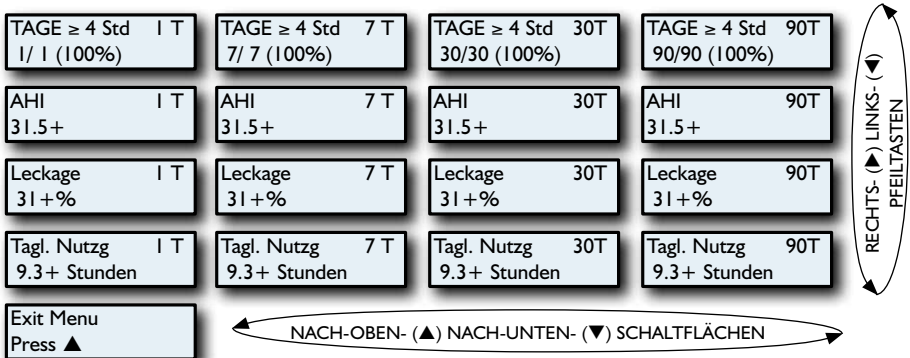 TAGE ≥ 4 Std 1 T
1/ 1 (100%)
TAGE ≥ 4 Std 7 T
7/ 7 (100%)
TAGE ≥ 4 Std 30T
30/30 (100%)
TAGE ≥ 4 Std 90T
90/90 (100%)
AHI 1 T
31.5+
AHI 7 T
31.5+
AHI 30T
31.5+
AHI 90T
31.5+
Leckage 1 T
31+%
Leckage 7 T
31+%
Leckage 30T
31+%
Leckage 90T
31+%
Tagl. Nutzg 1 T
9.3+ Stunden
Tagl. Nutzg 7 T
9.3+ Stunden
Tagl. Nutzg 30T
9.3+ Stunden
Tagl. Nutzg 90T
9.3+ Stunden
Exit Menu
Press ▲
NACH-OBEN- (▲) NACH-UNTEN- (▼) SCHALTFLÄCHEN
RECHTS- (▶) LINKS- (◀)
PFEILTASTEN